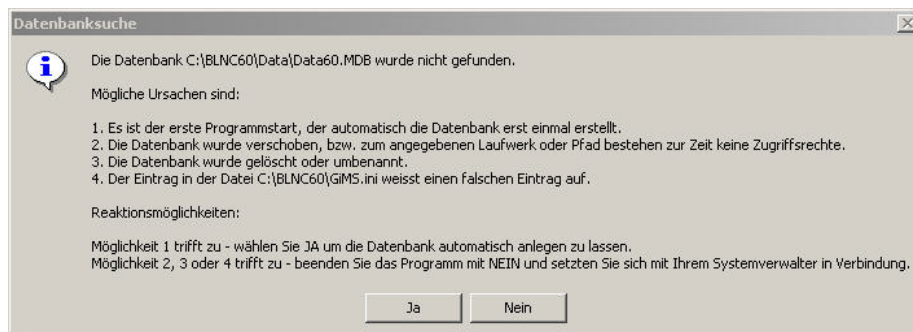 Datenbanksuche
Die Datenbank C:\BLNC60\Data\Data60.MDB wurde nicht gefunden.
Mögliche Ursachen sind:
1. Es ist der erste Programmstart, der automatisch die Datenbank erst einmal erstellt.
2. Die Datenbank wurde verschoben, bzw. zum angegebenen Laufwerk oder Pfad bestehen zur Zeit keine Zugriffsrechte.
3. Die Datenbank wurde gelöscht oder umbenannt.
4. Der Eintrag in der Datei C:\BLNC60\GiMS.ini weisst einen falschen Eintrag auf.
Reaktionsmöglichkeiten:
Möglichkeit 1 trifft zu - wählen Sie JA um die Datenbank automatisch anlegen zu lassen.
Möglichkeit 2, 3 oder 4 trifft zu - beenden Sie das Programm mit NEIN und setzten Sie sich mit Ihrem Systemverwalter in Verbindung.
Ja Nein